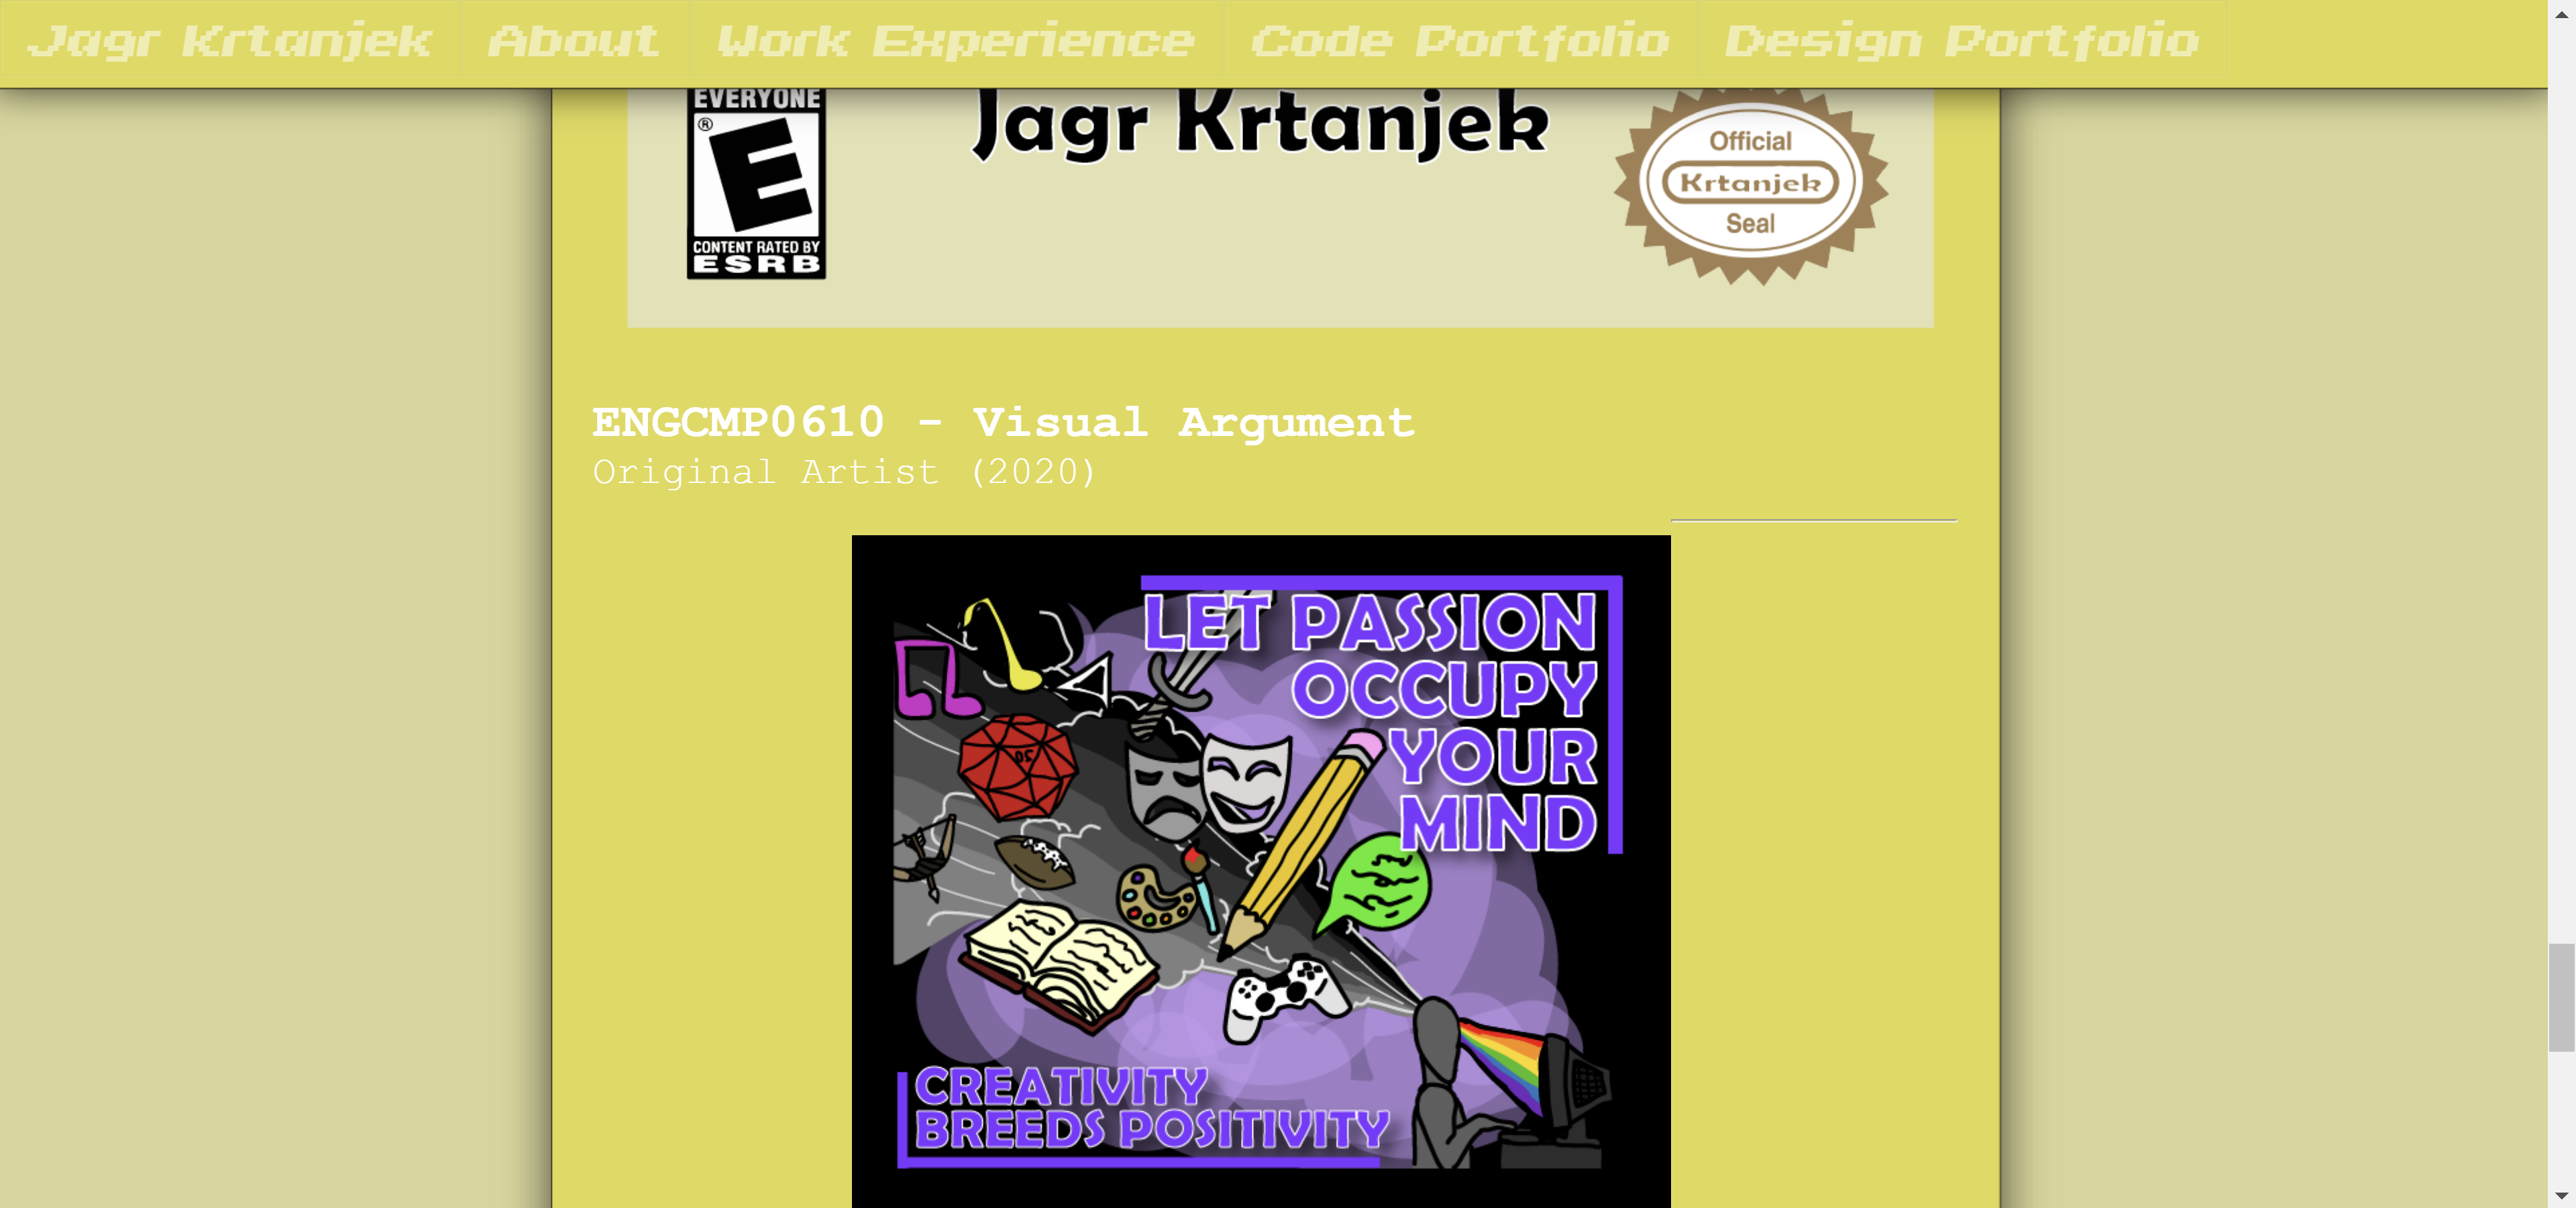 Jagr Krtanjek About Work Experience Code Portfolio Design Portfolio
EVERYONE
®
E
CONTENT RATED BY
ESRB
Jagr Krtanjek
Official
Krtanjek
Seal
ENGCMP0610 - Visual Argument
Original Artist (2020)
LET PASSION
OCCUPY
YOUR
MIND
20
CREATIVITY
BREEDS POSITIVITY